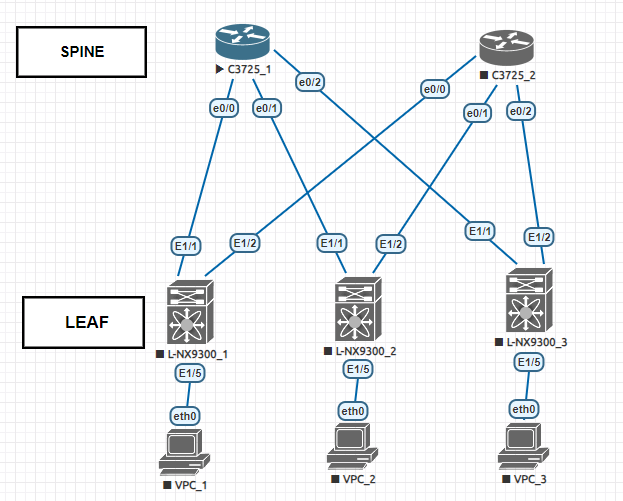 SPINE
C3725_1
C3725_2
e0/0
e0/1
e0/2
e0/0
e0/1
e0/2
E1/1
E1/2
E1/1
E1/2
E1/1
E1/2
LEAF
L-NX9300_1
L-NX9300_2
L-NX9300_3
E1/5
E1/5
E1/5
eth0
eth0
eth0
VPC_1
VPC_2
VPC_3